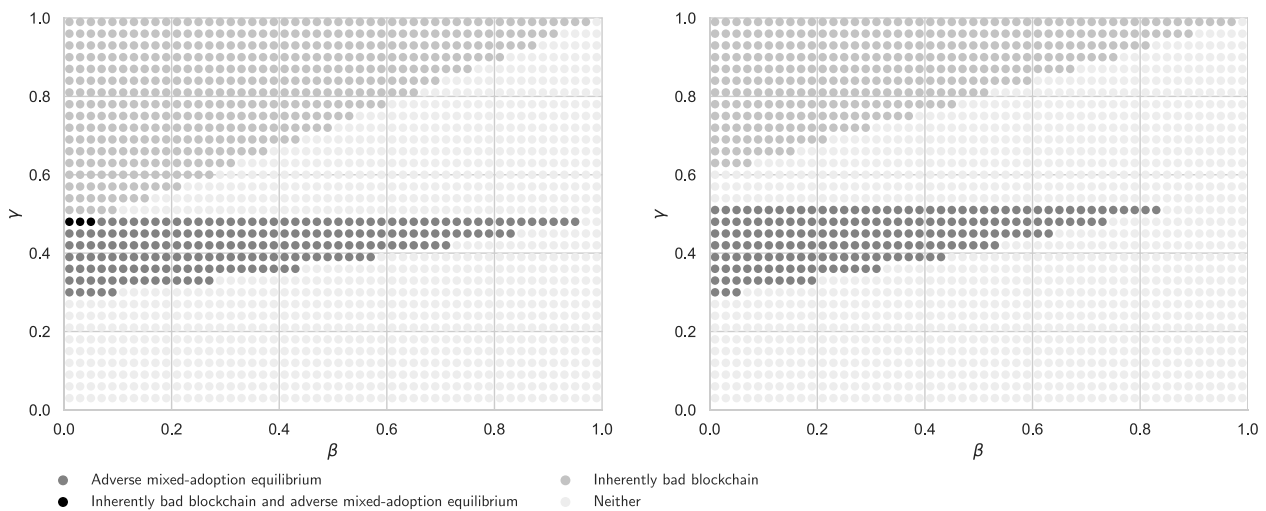 1.0
0.8
0.6
γ
0.4
0.2
0.0
0.0 0.2 0.4 0.6 0.8 1.0
β
1.0
0.8
0.6
γ
0.4
0.2
0.0
0.0 0.2 0.4 0.6 0.8 1.0
β
Adverse mixed-adoption equilibrium
Inherently bad blockchain and adverse mixed-adoption equilibrium
Inherently bad blockchain
Neither